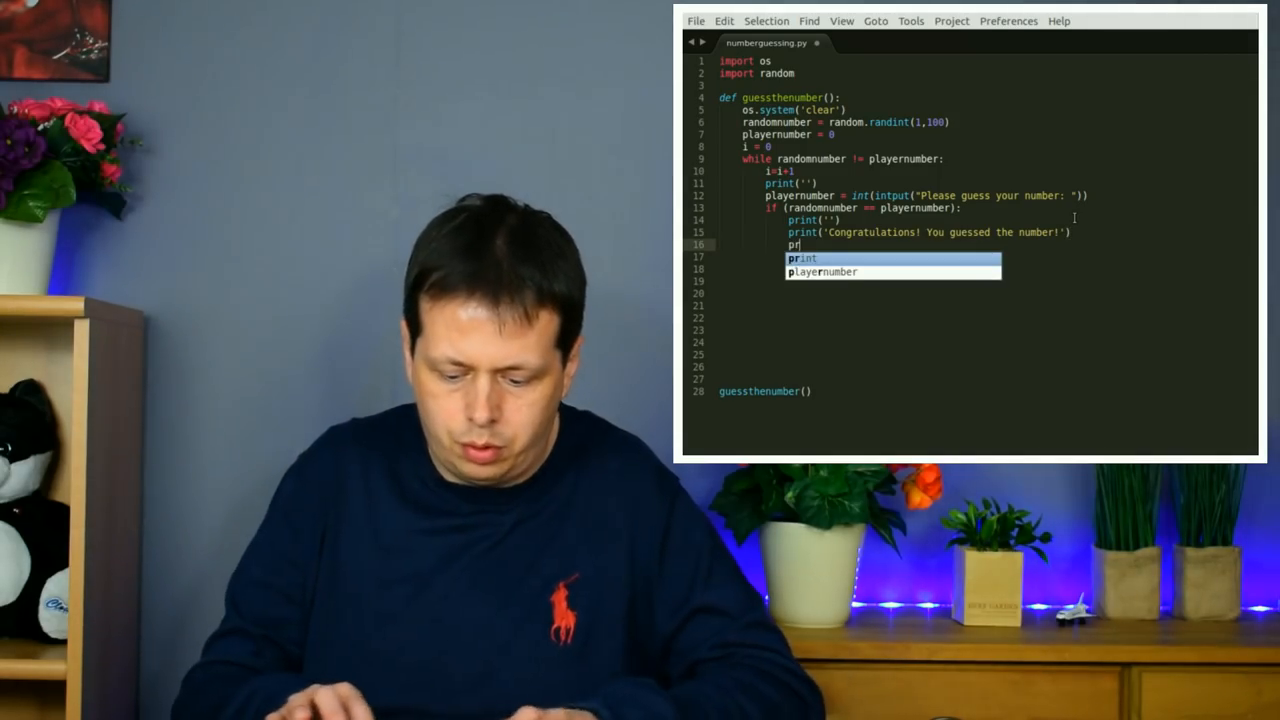 File Edit Selection Find View Goto Tools Project Preferences Help
numberguessing.py
1 import os
2 import random
3
4 def guessthenumber():
5 os.system('clear')
6 randomnumber = random.randint(1,100)
7 playernumber = 0
8 i = 0
9 while randomnumber != playernumber:
10 i=i+1
11 print('')
12 playernumber = int(intput("Please guess your number: "))
13 if (randomnumber == playernumber):
14 print('')
15 print('Congratulations! You guessed the number!')
16 pr
17 print
18 playernumber
19
20
21
22
23
24
25
26
27
28 guessthenumber()